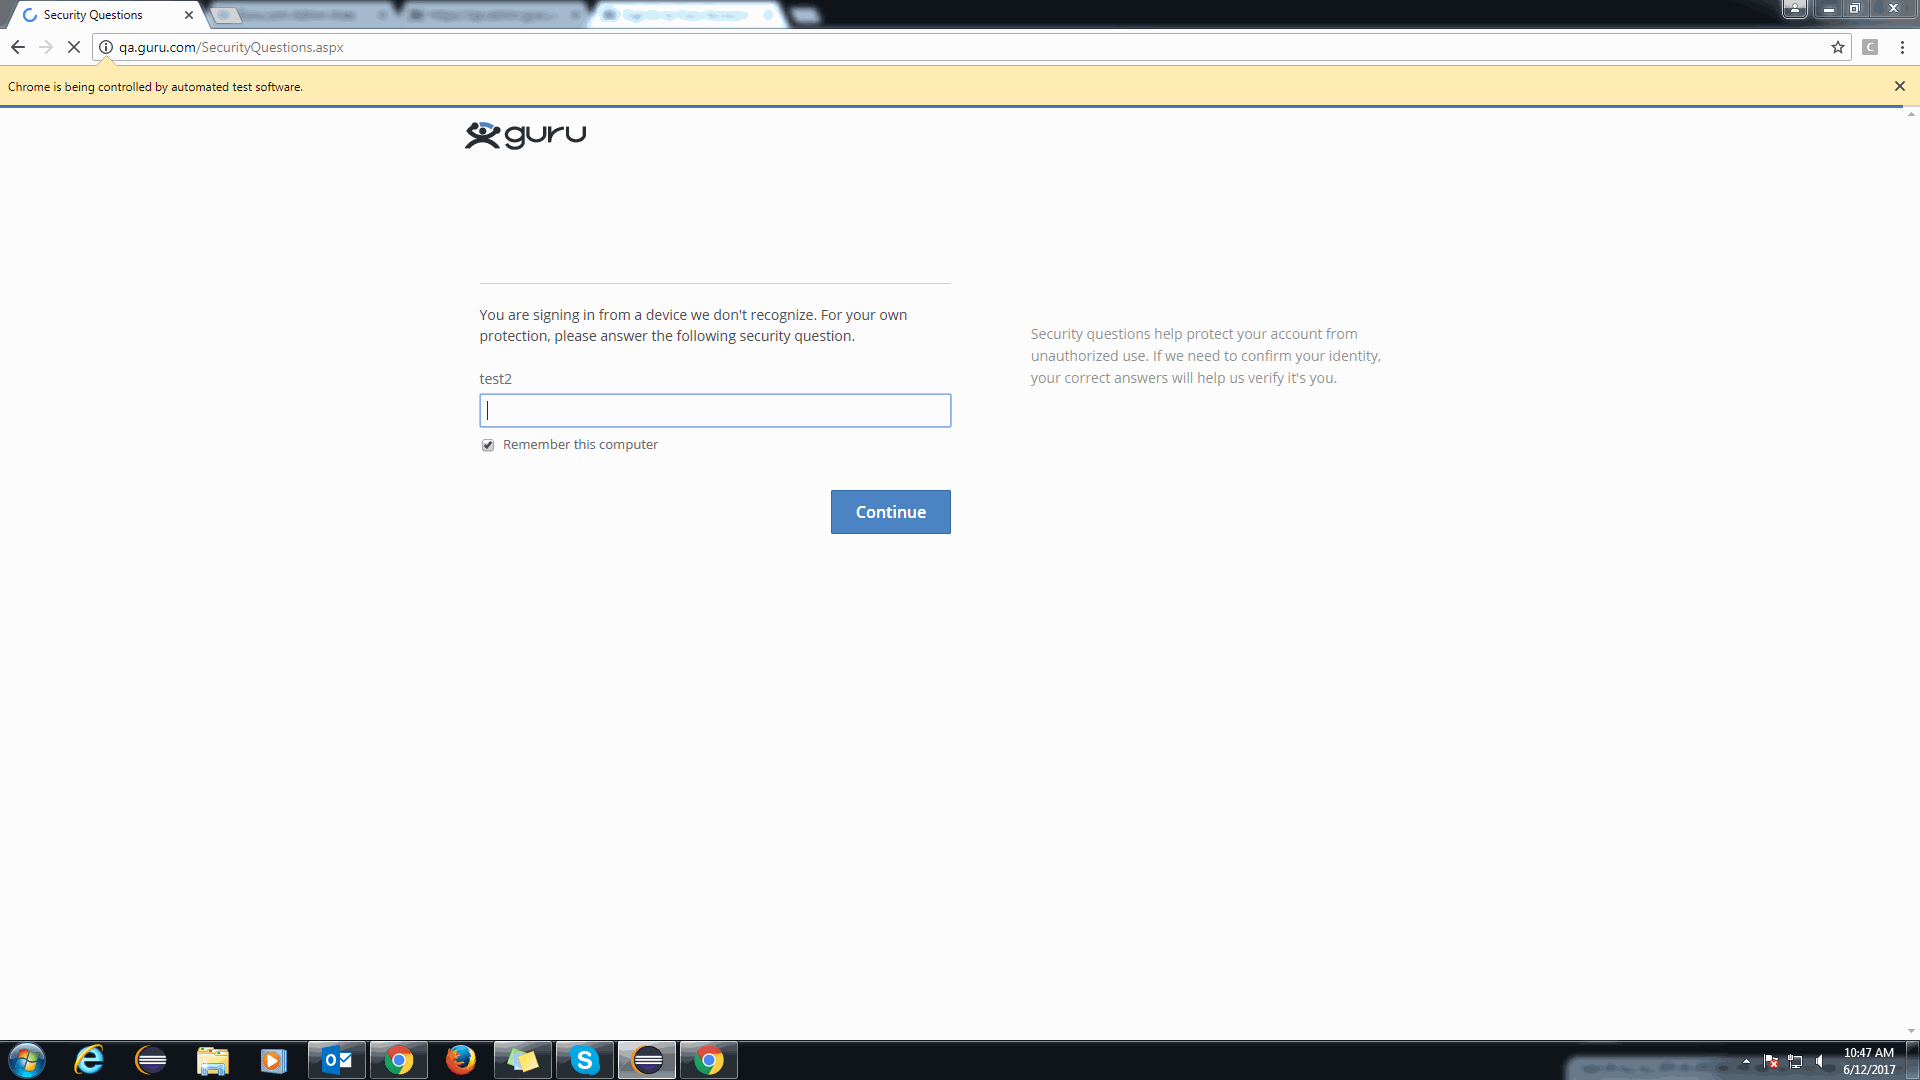 Security Questions
qa.guru.com/SecurityQuestions.aspx
C
Chrome is being controlled by automated test software.
guru
You are signing in from a device we don't recognize. For your own
protection, please answer the following security question.
test2
Remember this computer
Continue
Security questions help protect your account from
unauthorized use. If we need to confirm your identity,
your correct answers will help us verify it's you.
10:47 AM
6/12/2017